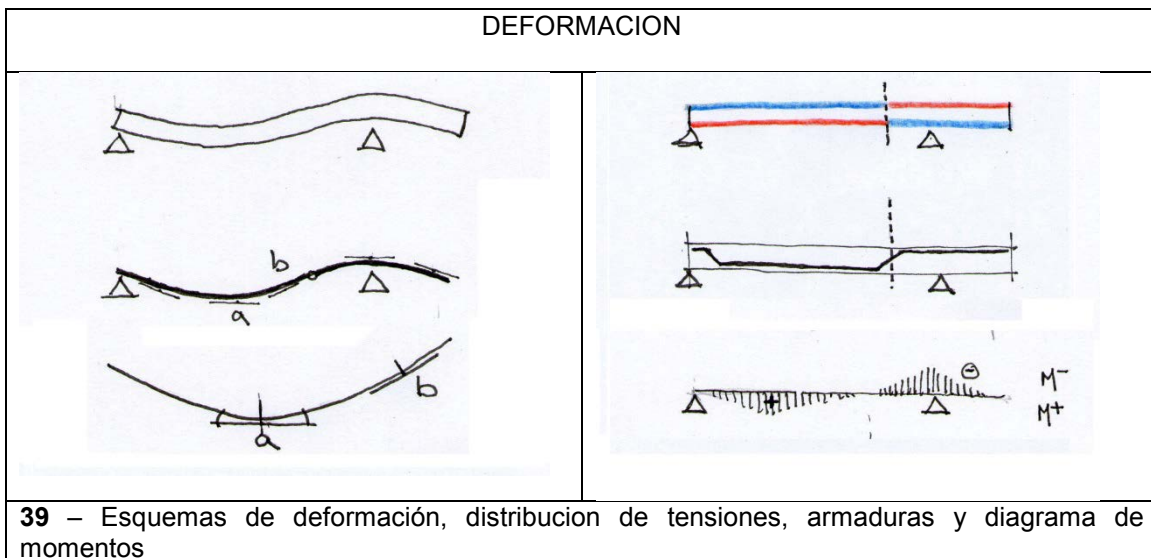 DEFORMACION
b
a
b
a
+
⊖
M⁻
M⁺
39 – Esquemas de deformación, distribucion de tensiones, armaduras y diagrama de
momentos